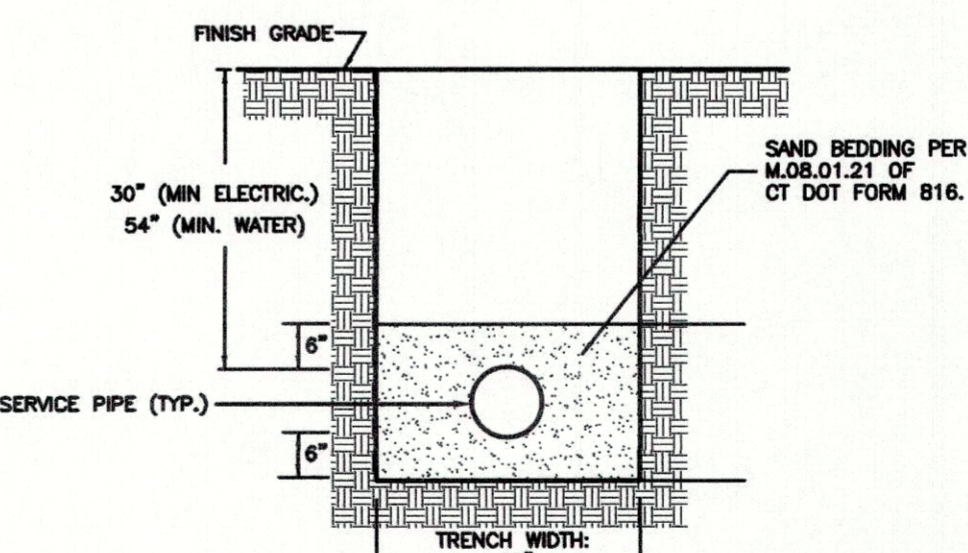 FINISH GRADE
SAND BEDDING PER
M.08.01.21 OF
CT DOT FORM 816.
30" (MIN ELECTRIC.)
54" (MIN. WATER)
6"
SERVICE PIPE (TYP.)
6"
TRENCH WIDTH: